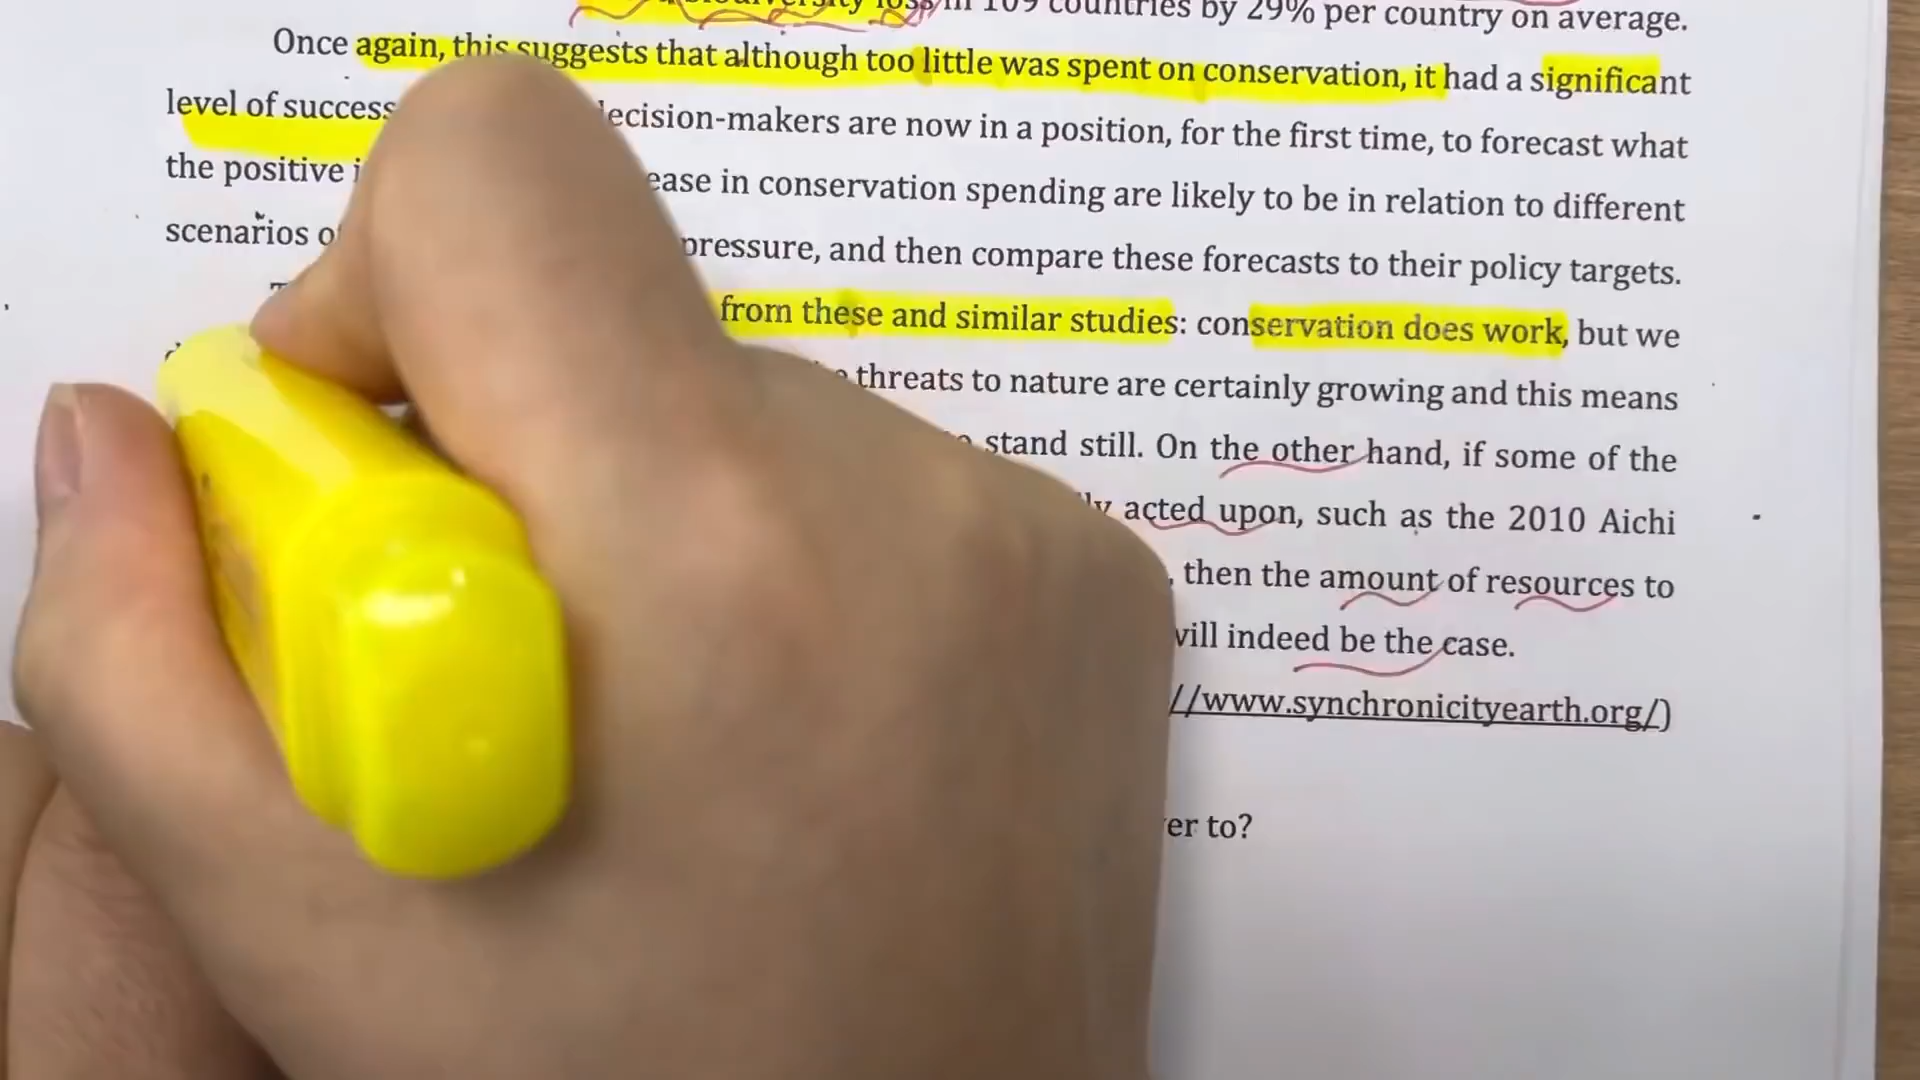 loss in 109 countries by 29% per country on average.
Once again, this suggests that although too little was spent on conservation, it had a significant
level of success decision-makers are now in a position, for the first time, to forecast what
the positive in conservation spending are likely to be in relation to different
scenarios pressure, and then compare these forecasts to their policy targets.
from these and similar studies: conservation does work, but we
threats to nature are certainly growing and this means
stand still. On the other hand, if some of the
acted upon, such as the 2010 Aichi
then the amount of resources to
will indeed be the case.
//www.synchronicityearth.org/)
to?